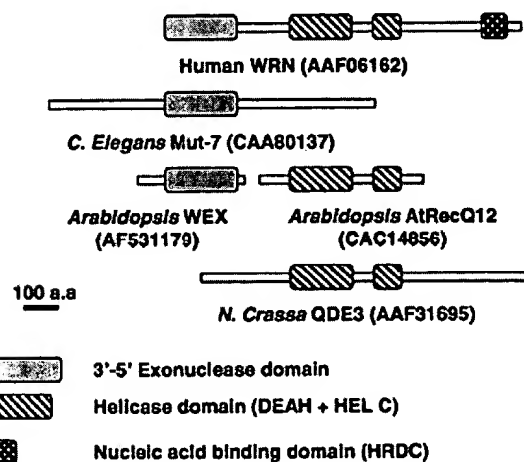 Human WRN (AAF06162)
C. Elegans Mut-7 (CAA80137)
Arabidopsis WEX
(AF531179)
Arabidopsis AtRecQ12
(CAC14856)
100 a.a
N. Crassa QDE3 (AAF31695)
3'-5' Exonuclease domain
Helicase domain (DEAH + HEL C)
Nucleic acid binding domain (HRDC)